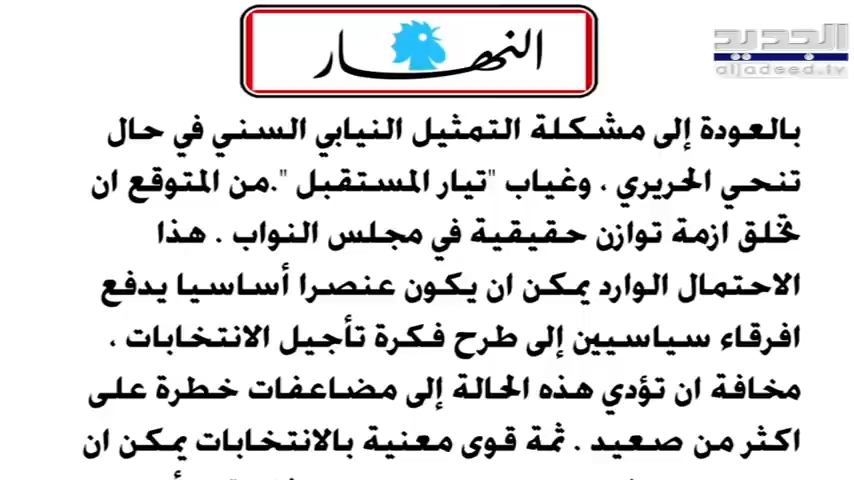 النهار
الجديد
aljadeed.tv
بالعودة إلى مشكلة التمثيل النيابي السني في حال
تنحي الحريري ، وغياب "تيار المستقبل ".من المتوقع ان
تخلق ازمة توازن حقيقية في مجلس النواب . هذا
الاحتمال الوارد يمكن ان يكون عنصرا أساسيا يدفع
افرقاء سياسيين إلى طرح فكرة تأجيل الانتخابات ،
مخافة ان تؤدي هذه الحالة إلى مضاعفات خطرة على
اكثر من صعيد . ثمة قوى معنية بالانتخابات يمكن ان